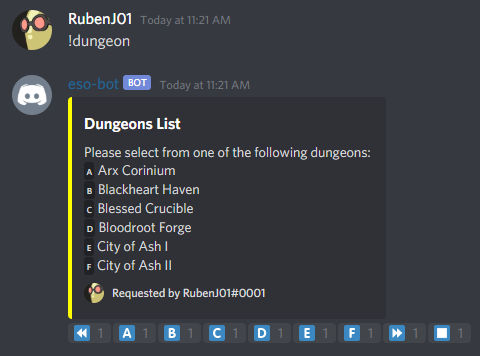 RubenJ01 Today at 11:21 AM
!dungeon
eso-bot BOT Today at 11:21 AM
Dungeons List
Please select from one of the following dungeons:
A Arx Corinium
B Blackheart Haven
C Blessed Crucible
D Bloodroot Forge
E City of Ash I
F City of Ash II
Requested by RubenJ01#0001
1 A 1 B 1 C 1 D 1 E 1 F 1 1 1